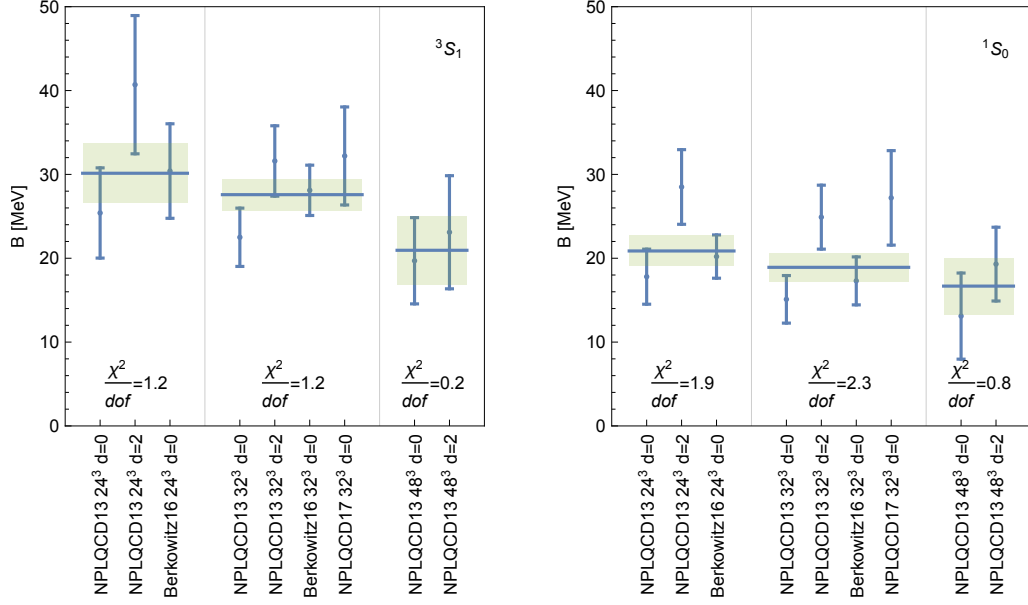 50
40
30
20
10
0
B [MeV]
³S₁
χ²/dof=1.2
χ²/dof=1.2
χ²/dof=0.2
NPLQCD13 24³ d=0
NPLQCD13 24³ d=2
Berkowitz16 24³ d=0
NPLQCD13 32³ d=0
NPLQCD13 32³ d=2
Berkowitz16 32³ d=0
NPLQCD17 32³ d=0
NPLQCD13 48³ d=0
NPLQCD13 48³ d=2
50
40
30
20
10
0
B [MeV]
¹S₀
χ²/dof=1.9
χ²/dof=2.3
χ²/dof=0.8
NPLQCD13 24³ d=0
NPLQCD13 24³ d=2
Berkowitz16 24³ d=0
NPLQCD13 32³ d=0
NPLQCD13 32³ d=2
Berkowitz16 32³ d=0
NPLQCD17 32³ d=0
NPLQCD13 48³ d=0
NPLQCD13 48³ d=2